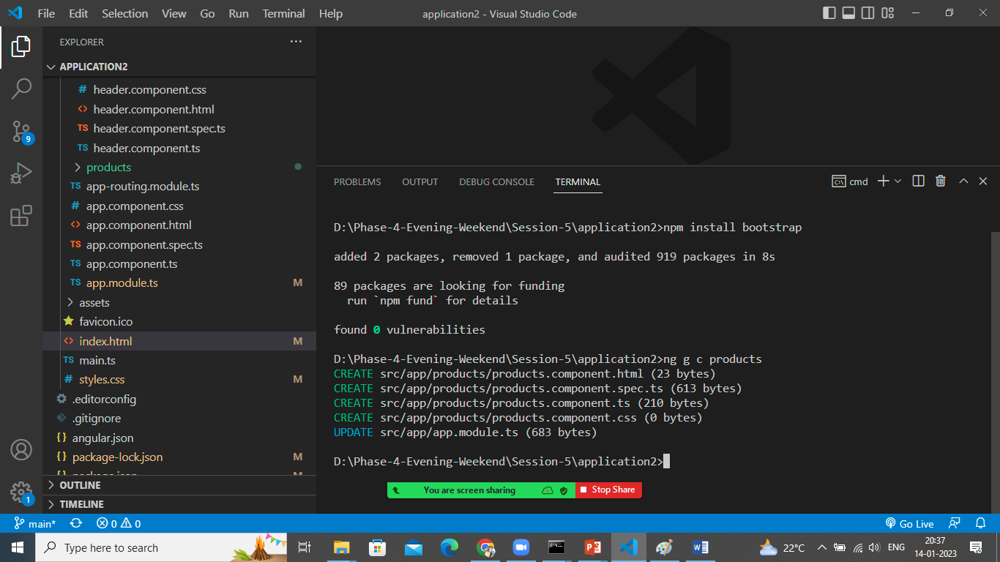 File Edit Selection View Go Run Terminal Help
application2 - Visual Studio Code
EXPLORER
APPLICATION2
# header.component.css
<> header.component.html
TS header.component.spec.ts
TS header.component.ts
products
TS app-routing.module.ts
# app.component.css
<> app.component.html
TS app.component.spec.ts
TS app.component.ts
TS app.module.ts M
assets
favicon.ico
<> index.html M
TS main.ts
# styles.css M
.editorconfig
.gitignore
{} angular.json
{} package-lock.json M
{} package.json M
OUTLINE
TIMELINE
9
1
PROBLEMS OUTPUT DEBUG CONSOLE TERMINAL
cmd
D:\Phase-4-Evening-Weekend\Session-5\application2>npm install bootstrap
added 2 packages, removed 1 package, and audited 919 packages in 8s
89 packages are looking for funding
run `npm fund` for details
found 0 vulnerabilities
D:\Phase-4-Evening-Weekend\Session-5\application2>ng g c products
CREATE src/app/products/products.component.html (23 bytes)
CREATE src/app/products/products.component.spec.ts (613 bytes)
CREATE src/app/products/products.component.ts (210 bytes)
CREATE src/app/products/products.component.css (0 bytes)
UPDATE src/app/app.module.ts (683 bytes)
D:\Phase-4-Evening-Weekend\Session-5\application2>
You are screen sharing Stop Share
main* 0 0
Go Live
Type here to search
22°C
ENG
20:37
14-01-2023